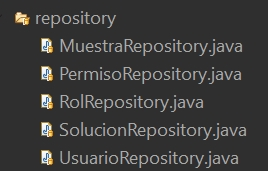 repository
MuestraRepository.java
PermisoRepository.java
RolRepository.java
SolucionRepository.java
UsuarioRepository.java